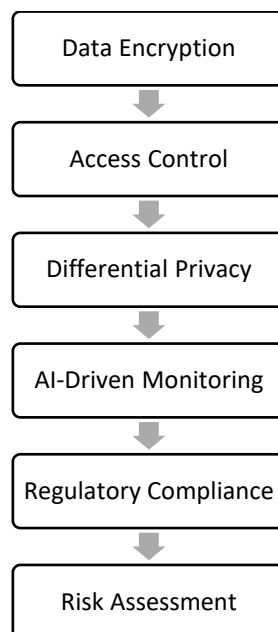 Data Encryption
Access Control
Differential Privacy
AI-Driven Monitoring
Regulatory Compliance
Risk Assessment